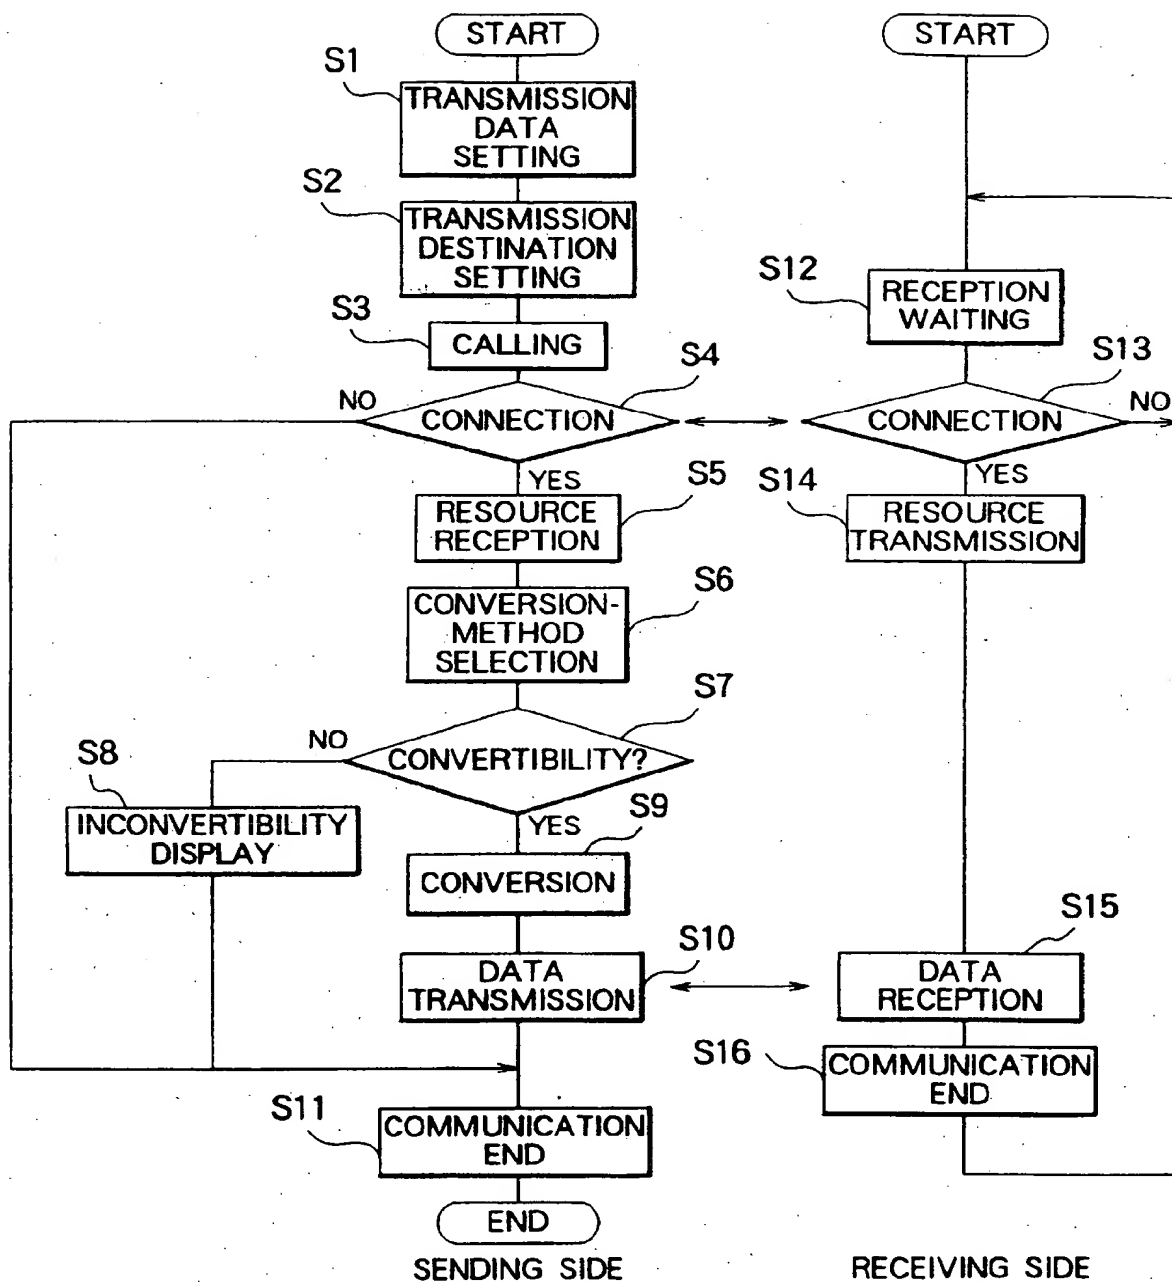 START
S1
TRANSMISSION
DATA
SETTING
S2
TRANSMISSION
DESTINATION
SETTING
S3
CALLING
S4
NO
CONNECTION
YES
S5
RESOURCE
RECEPTION
S6
CONVERSION-
METHOD
SELECTION
S7
NO
CONVERTIBILITY?
YES
S8
INCONVERTIBILITY
DISPLAY
S9
CONVERSION
S10
DATA
TRANSMISSION
S11
COMMUNICATION
END
END
SENDING SIDE
START
S12
RECEPTION
WAITING
S13
CONNECTION
NO
YES
S14
RESOURCE
TRANSMISSION
S15
DATA
RECEPTION
S16
COMMUNICATION
END
RECEIVING SIDE